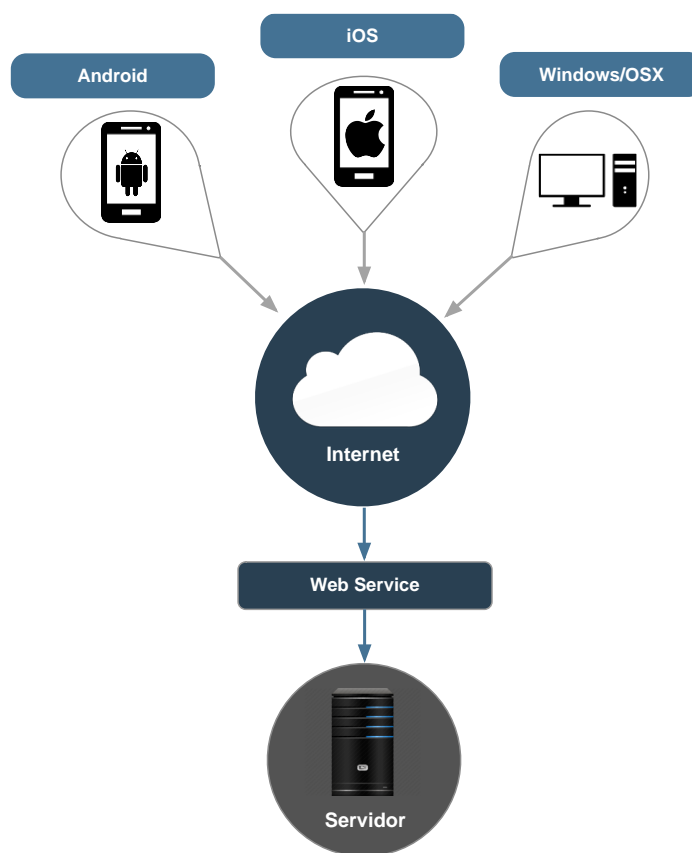 iOS
Android
Windows/OSX
Internet
Web Service
Servidor